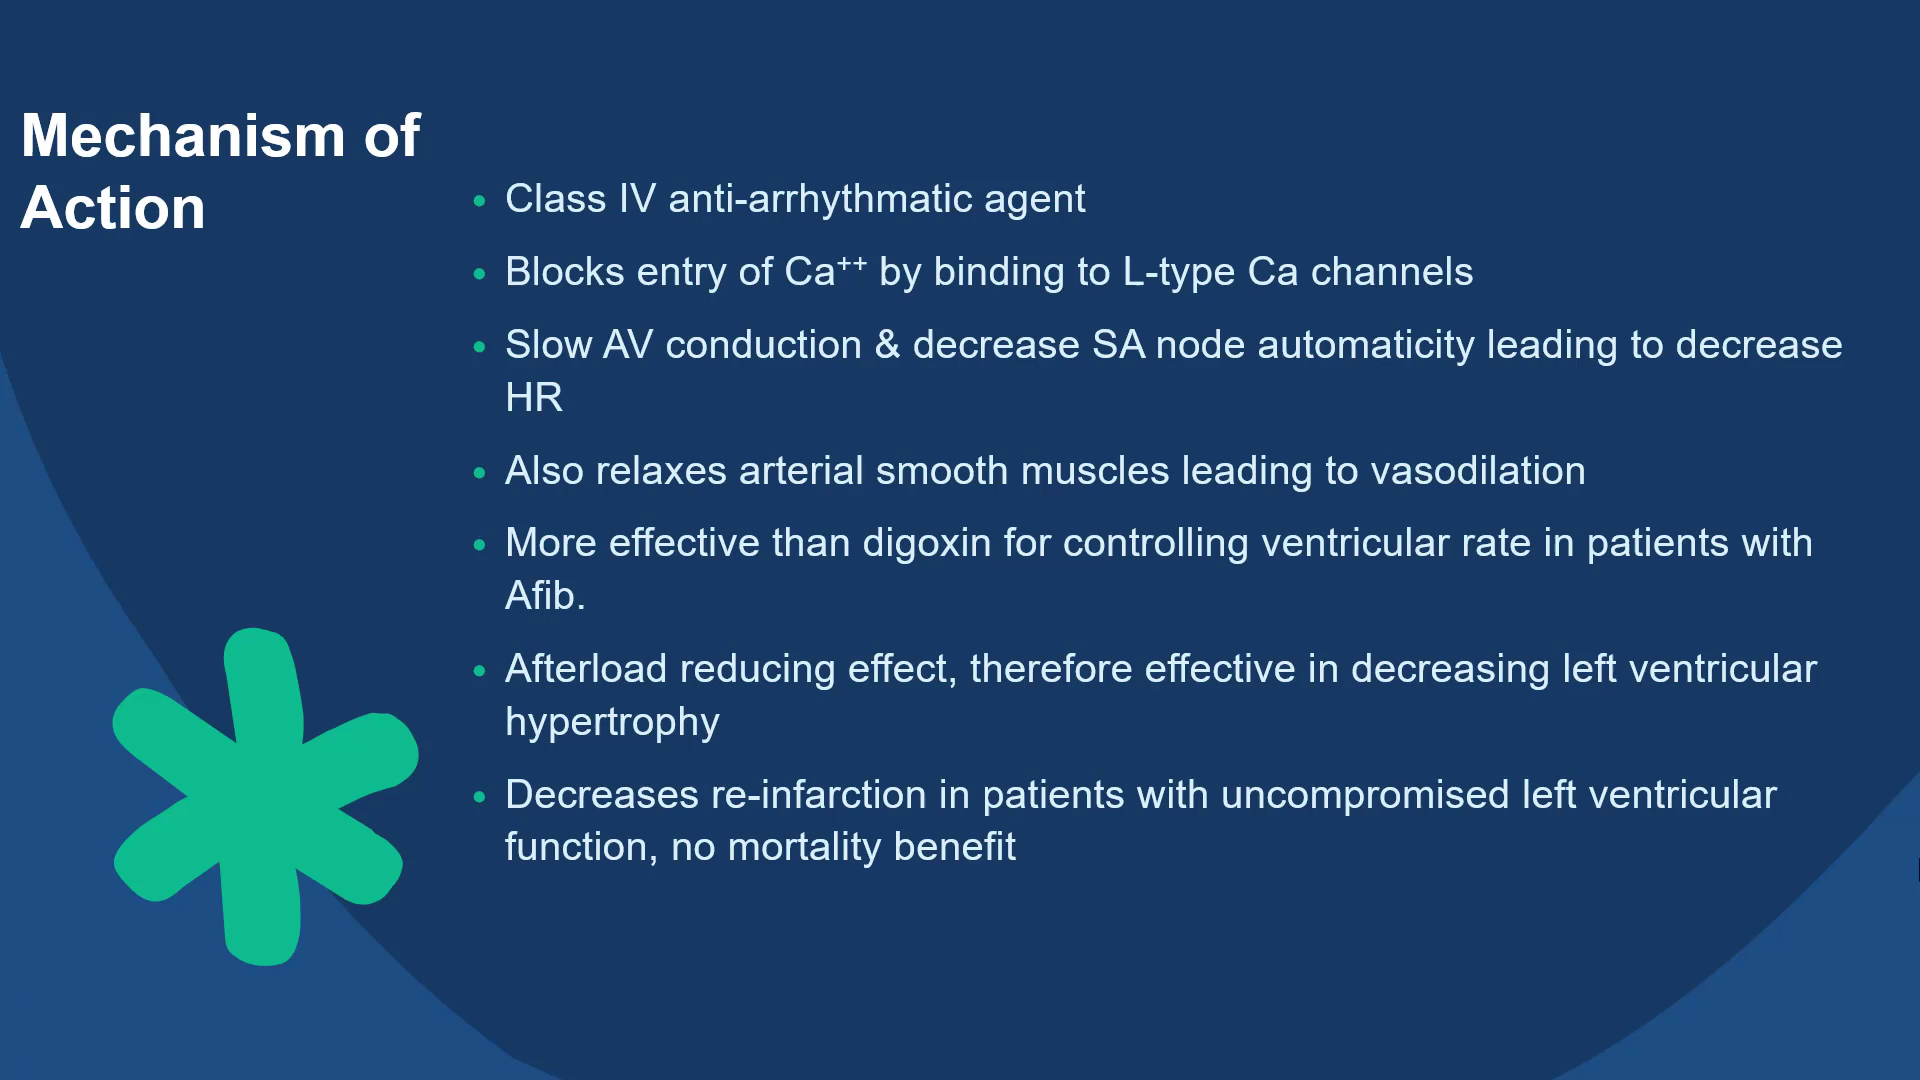 Mechanism of
Action
• Class IV anti-arrhythmatic agent
• Blocks entry of Ca⁺⁺ by binding to L-type Ca channels
• Slow AV conduction & decrease SA node automaticity leading to decrease
HR
• Also relaxes arterial smooth muscles leading to vasodilation
• More effective than digoxin for controlling ventricular rate in patients with
Afib.
• Afterload reducing effect, therefore effective in decreasing left ventricular
hypertrophy
• Decreases re-infarction in patients with uncompromised left ventricular
function, no mortality benefit